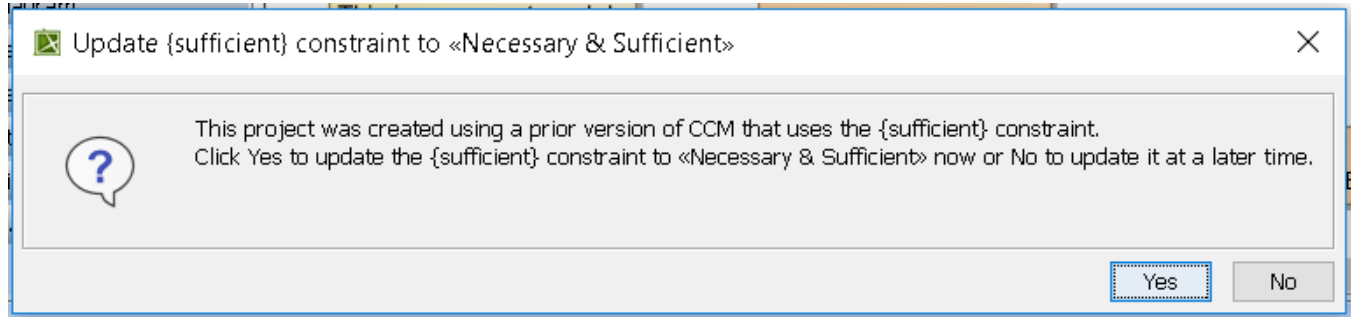 Update {sufficient} constraint to «Necessary & Sufficient»
This project was created using a prior version of CCM that uses the {sufficient} constraint.
Click Yes to update the {sufficient} constraint to «Necessary & Sufficient» now or No to update it at a later time.
Yes No